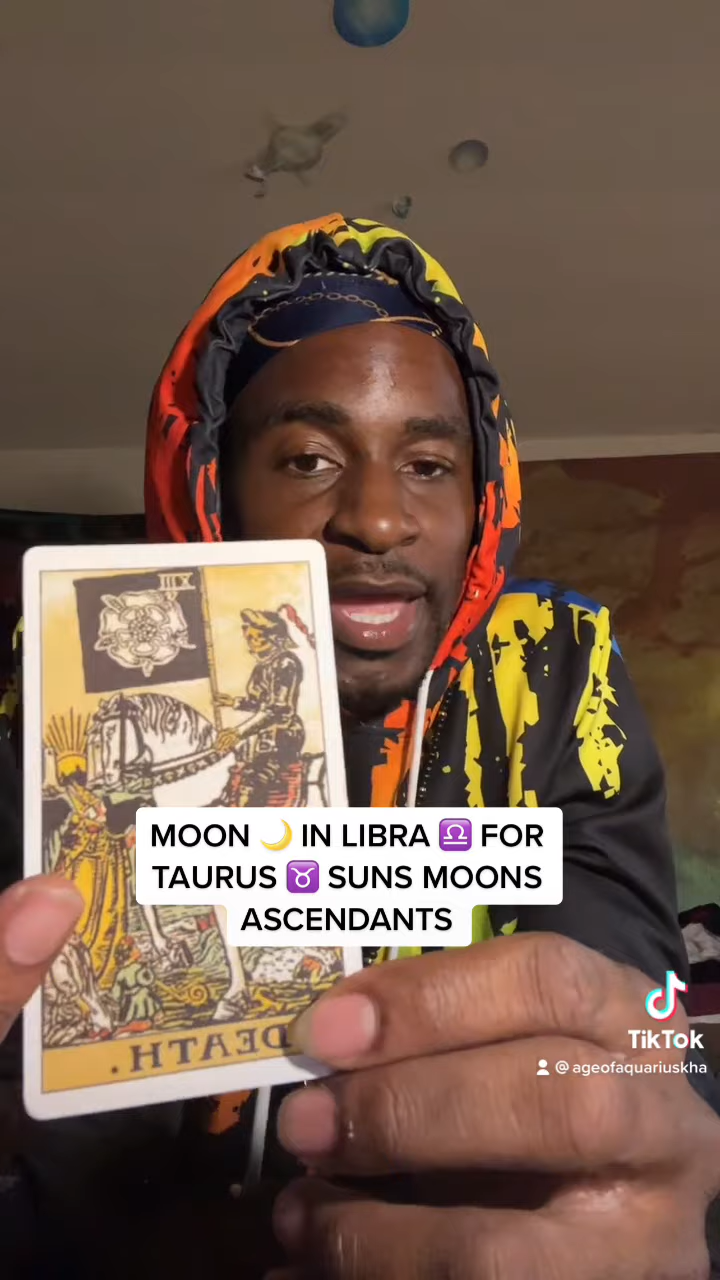 XIII
MOON 🌙 IN LIBRA ♎ FOR
TAURUS ♉ SUNS MOONS
ASCENDANTS
DEATH.
TikTok
@ageofaquariuskha